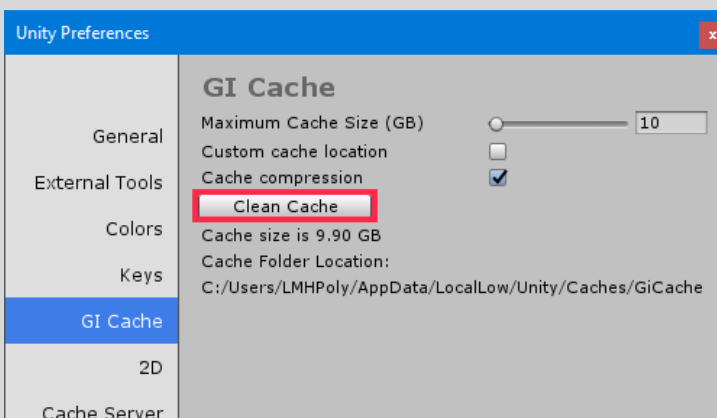 Unity Preferences
x
General
External Tools
Colors
Keys
GI Cache
2D
Cache Server
GI Cache
Maximum Cache Size (GB)
10
Custom cache location
Cache compression
Clean Cache
Cache size is 9.90 GB
Cache Folder Location:
C:/Users/LMHPoly/AppData/LocalLow/Unity/Caches/GiCache